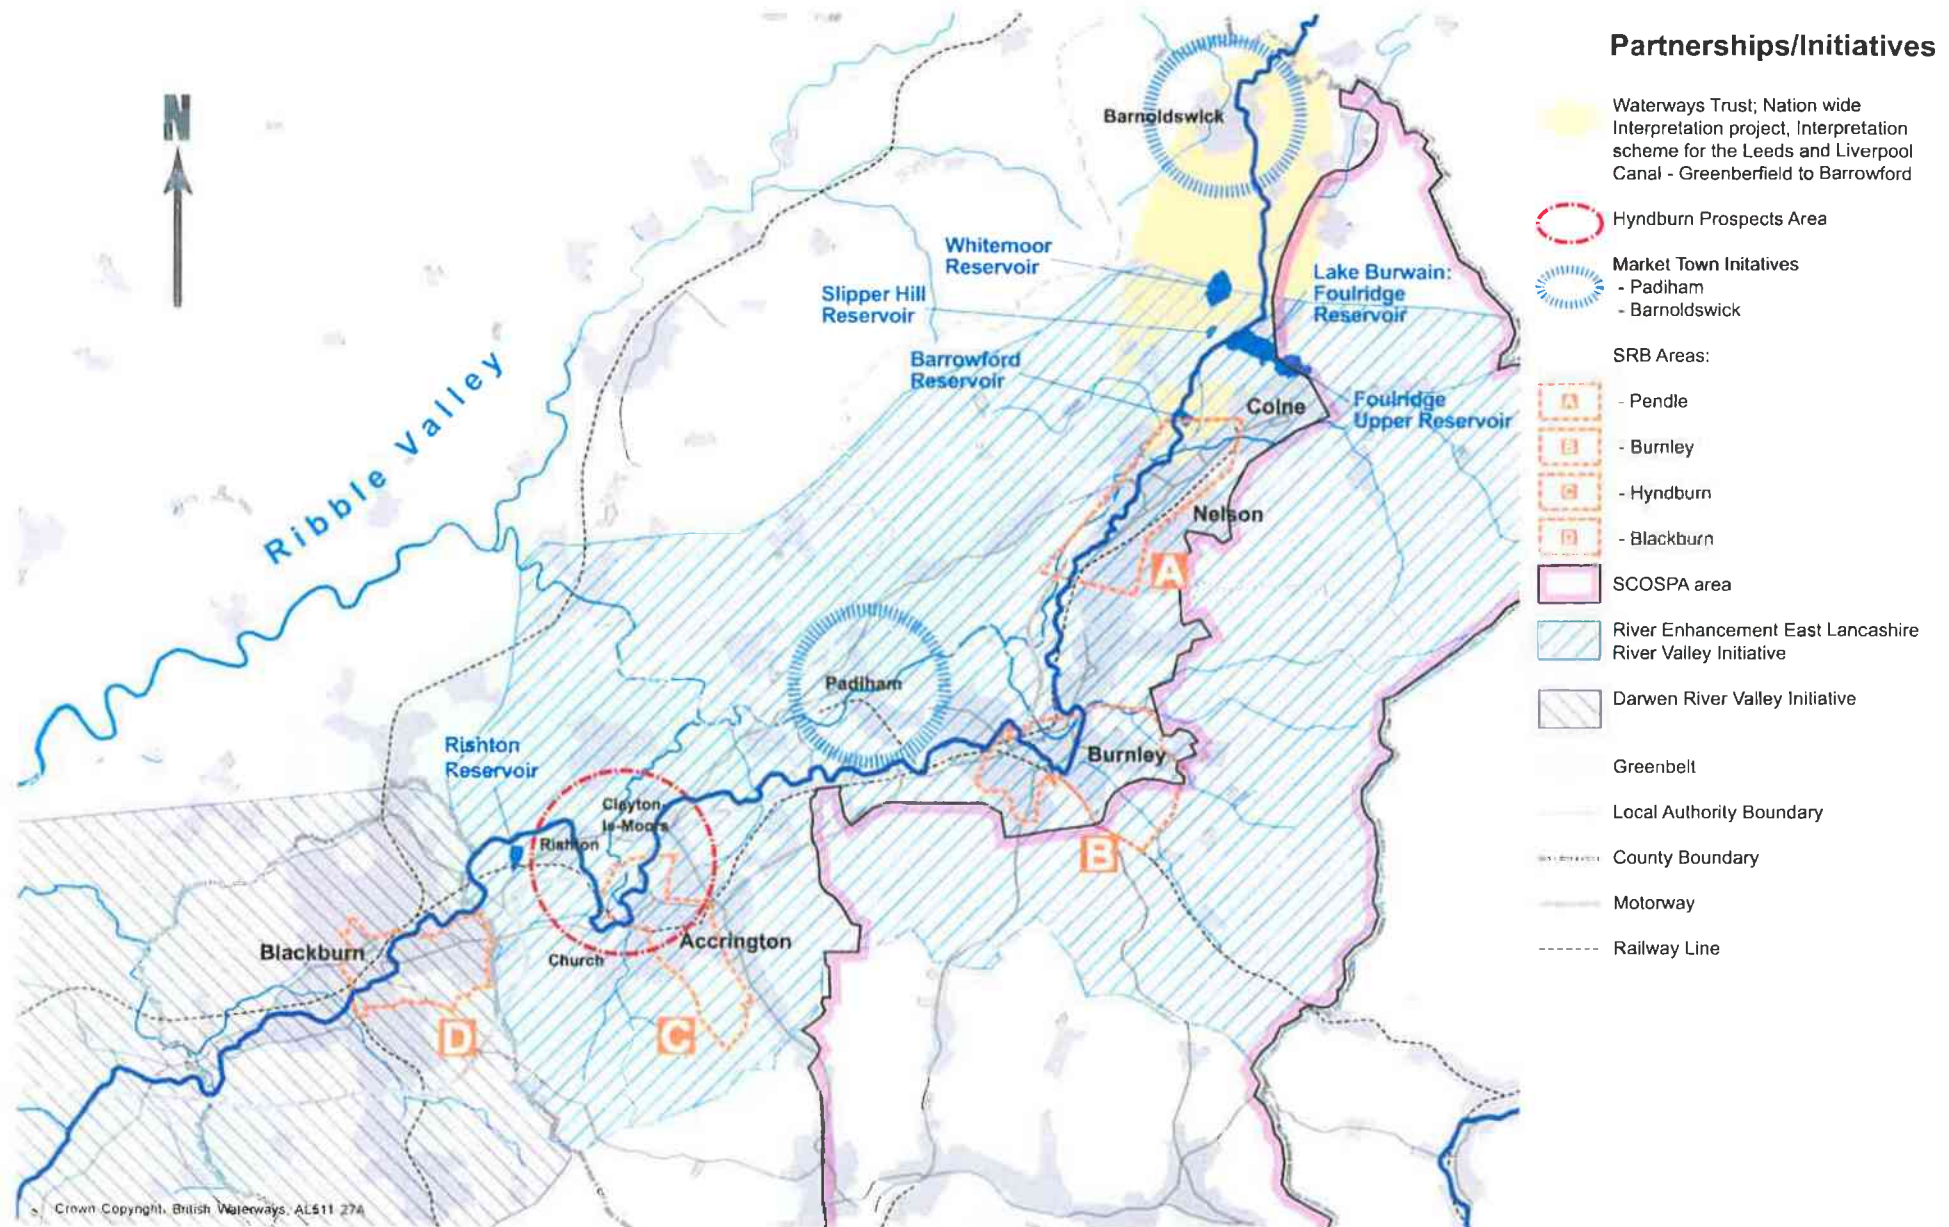 Partnerships/Initiatives
Waterways Trust; Nation wide
Interpretation project, Interpretation
scheme for the Leeds and Liverpool
Canal - Greenberfield to Barrowford
Hyndburn Prospects Area
Market Town Initatives
- Padiham
- Barnoldswick
SRB Areas:
A
- Pendle
B
- Burnley
C
- Hyndburn
D
- Blackburn
SCOSPA area
River Enhancement East Lancashire
River Valley Initiative
Darwen River Valley Initiative
Greenbelt
Local Authority Boundary
County Boundary
Motorway
Railway Line
N
Barnoldswick
Whitemoor
Reservoir
Slipper Hill
Reservoir
Lake Burwain:
Foulridge
Reservoir
Barrowford
Reservoir
Colne
Foulridge
Upper Reservoir
Ribble Valley
Nelson
A
Padiham
Burnley
Rishton
Reservoir
Clayton-
le-Moors
Rishton
B
Blackburn
Accrington
Church
D
C
Crown Copyright, British Waterways, AL511 27A